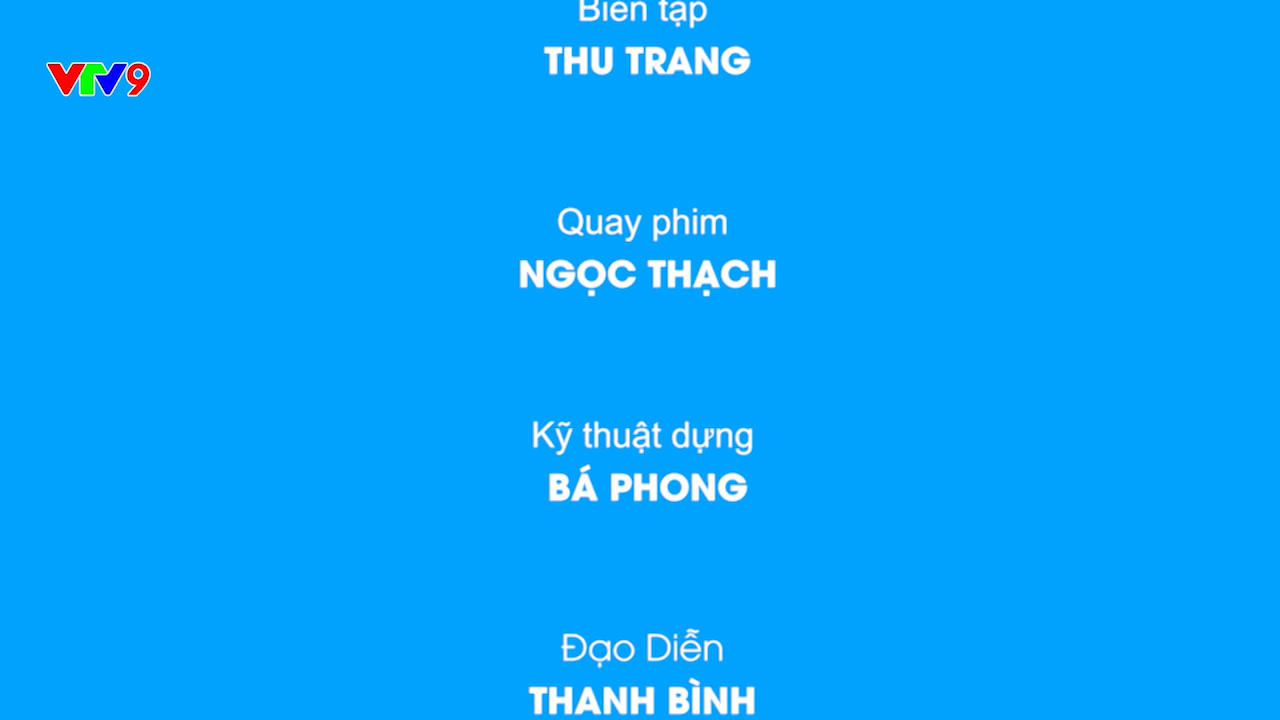 Biên tập
THU TRANG
VTV9
Quay phim
NGỌC THẠCH
Kỹ thuật dựng
BÁ PHONG
Đạo Diễn
THANH BÌNH